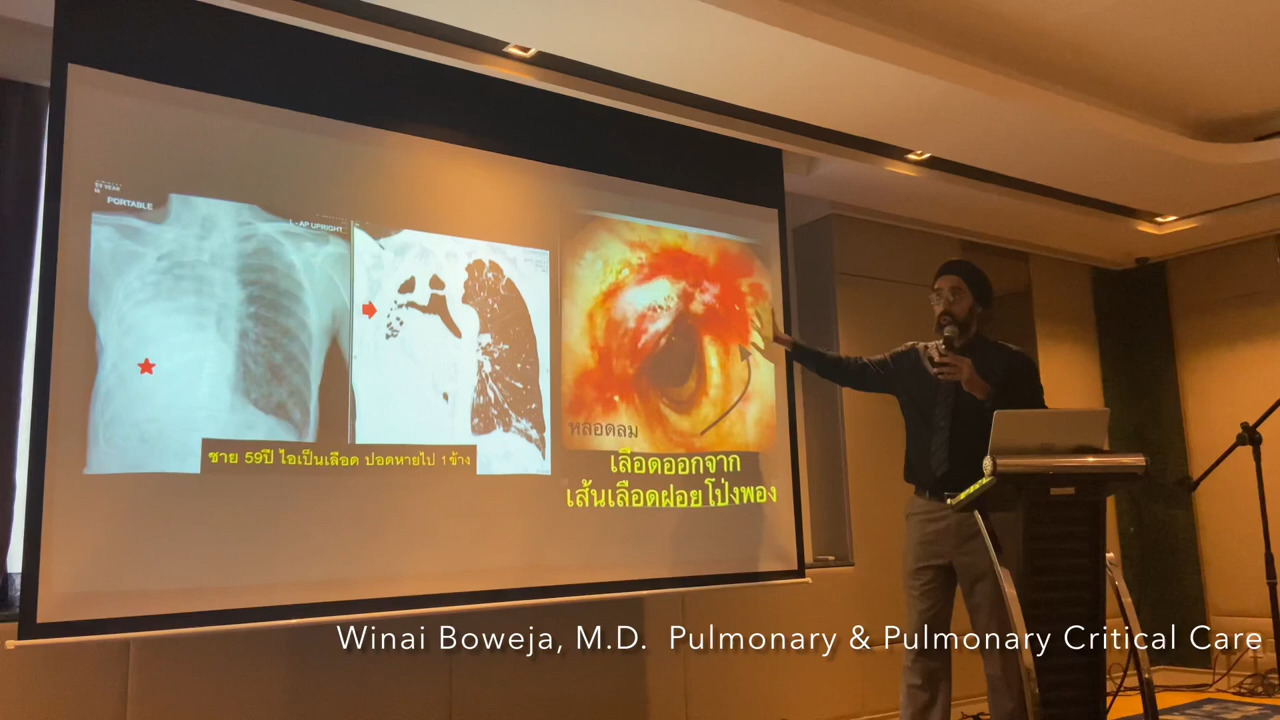 59 YEAR
M
PORTABLE
L - AP UPRIGHT
ชาย 59ปี ไอเป็นเลือด ปอดหายไป 1 ข้าง
หลอดลม
เลือดออกจาก
เส้นเลือดฝอยโป่งพอง
Winai Boweja, M.D. Pulmonary & Pulmonary Critical Care